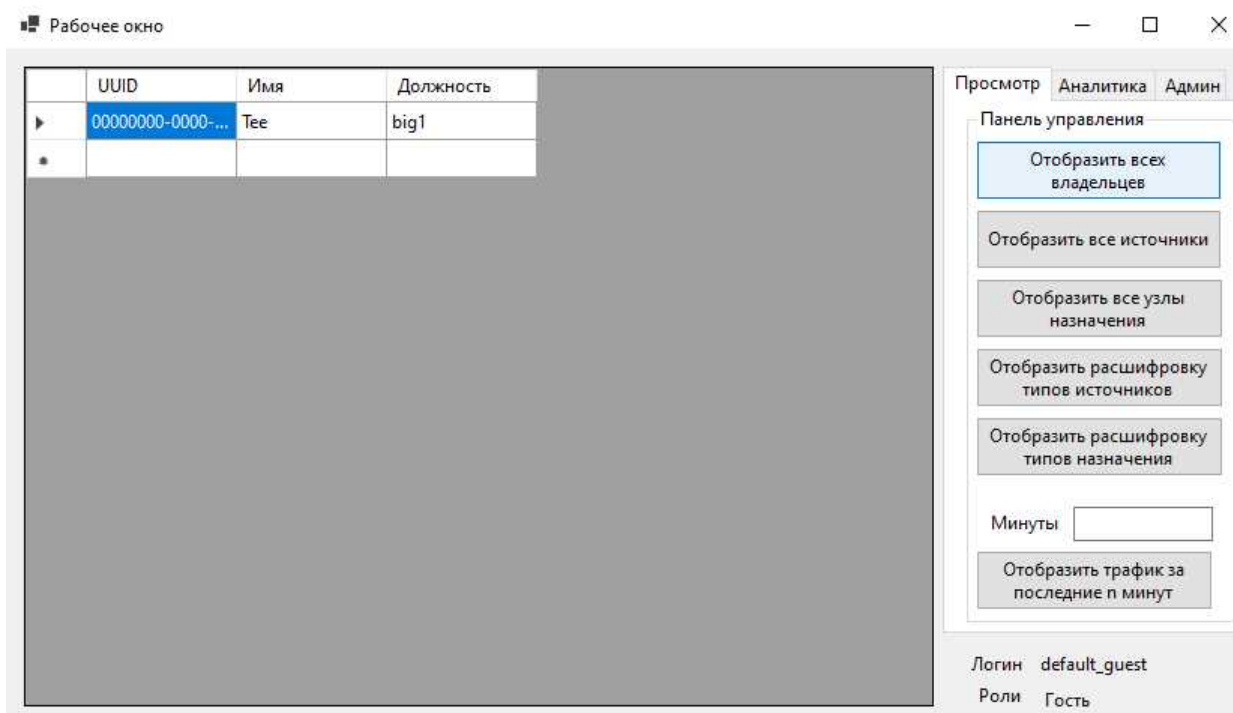 Рабочее окно
UUID Имя Должность
00000000-0000-... Tee big1
Просмотр Аналитика Админ
Панель управления
Отобразить всех
владельцев
Отобразить все источники
Отобразить все узлы
назначения
Отобразить расшифровку
типов источников
Отобразить расшифровку
типов назначения
Минуты
Отобразить трафик за
последние n минут
Логин default_guest
Роли Гость